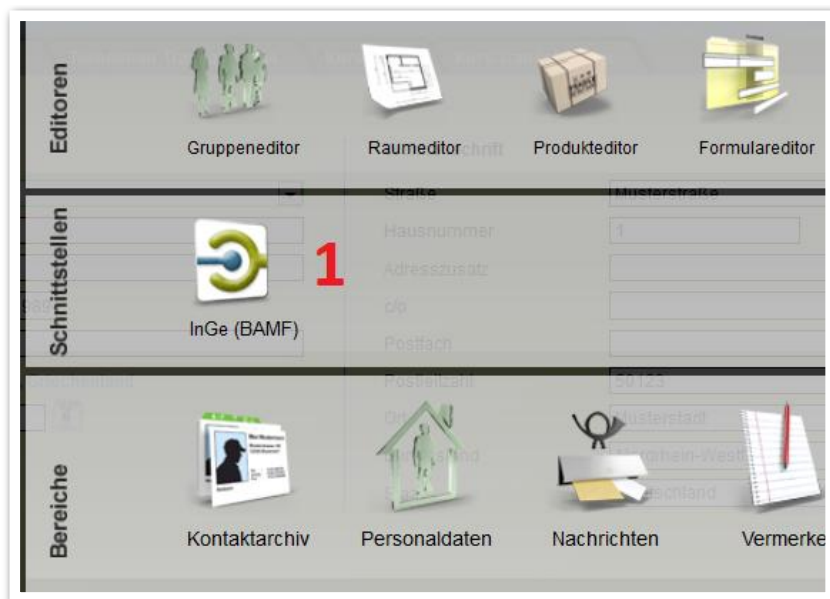 Editoren
Gruppeneditor
Raumeditor
Produkteditor
Formulareditor
Schnittstellen
1
InGe (BAMF)
Straße
Musterstraße
Hausnummer
1
Adresszusatz
c/o
Postfach
Postleitzahl
50123
Musterstadt
Bereiche
Kontaktarchiv
Personaldaten
Nachrichten
Vermerke